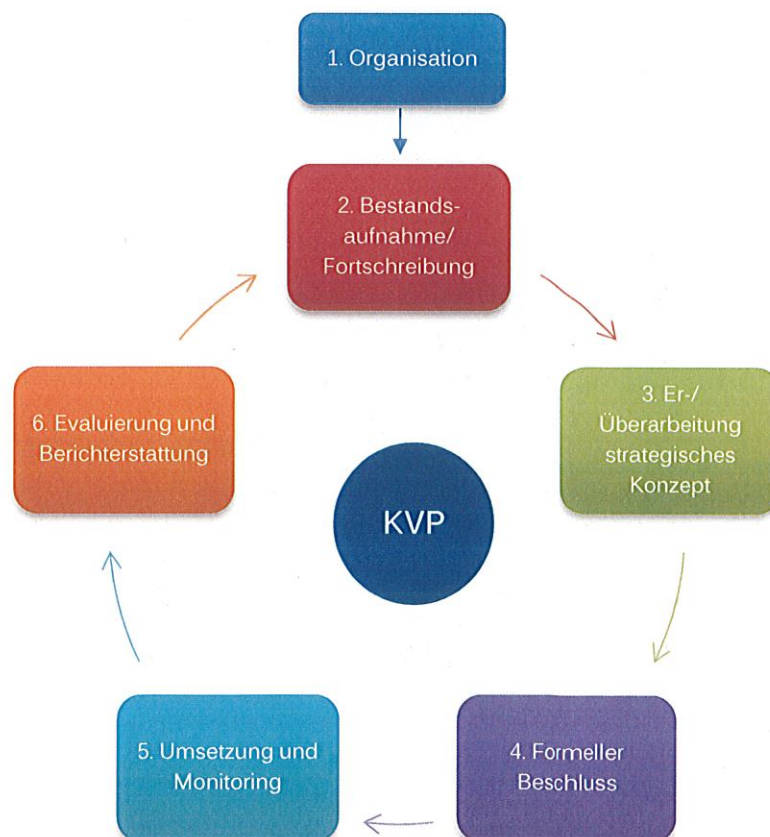 1. Organisation
2. Bestands-
aufnahme/
Fortschreibung
3. Er-/
Überarbeitung
strategisches
Konzept
4. Formeller
Beschluss
5. Umsetzung und
Monitoring
6. Evaluierung und
Berichterstattung
KVP